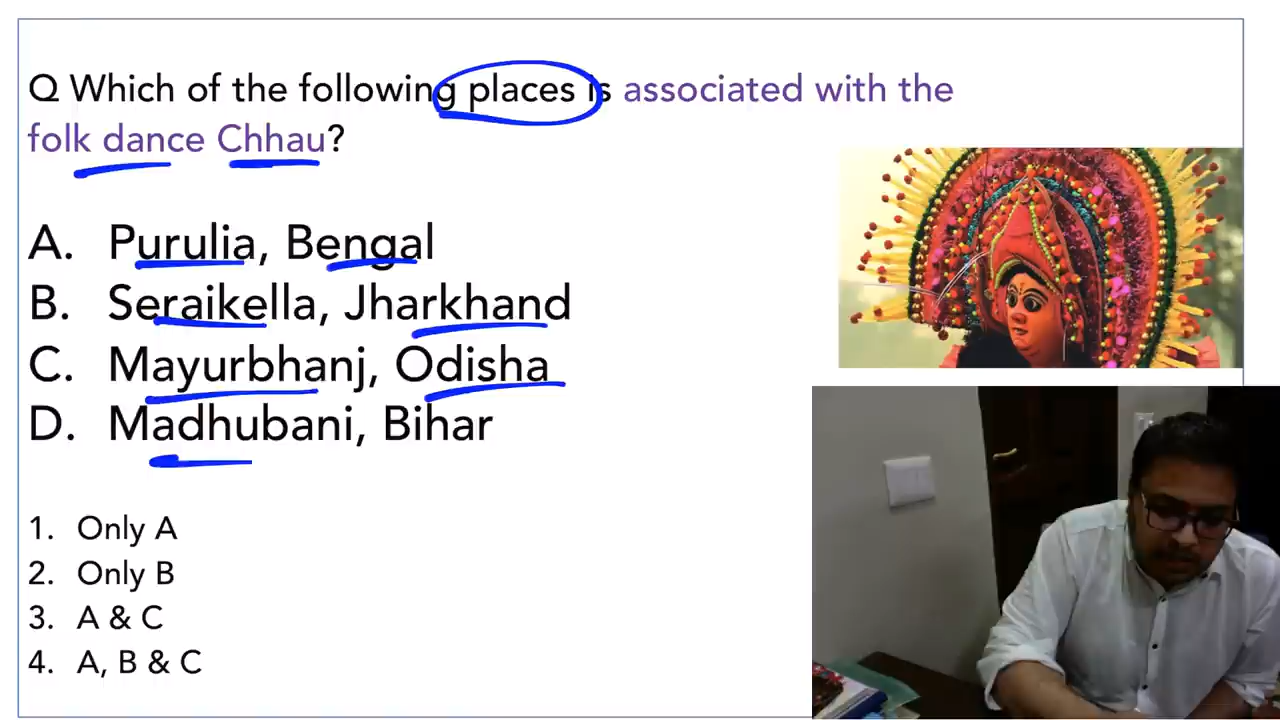 Q Which of the following places is associated with the
folk dance Chhau?
A. Purulia, Bengal
B. Seraikella, Jharkhand
C. Mayurbhanj, Odisha
D. Madhubani, Bihar
1. Only A
2. Only B
3. A & C
4. A, B & C